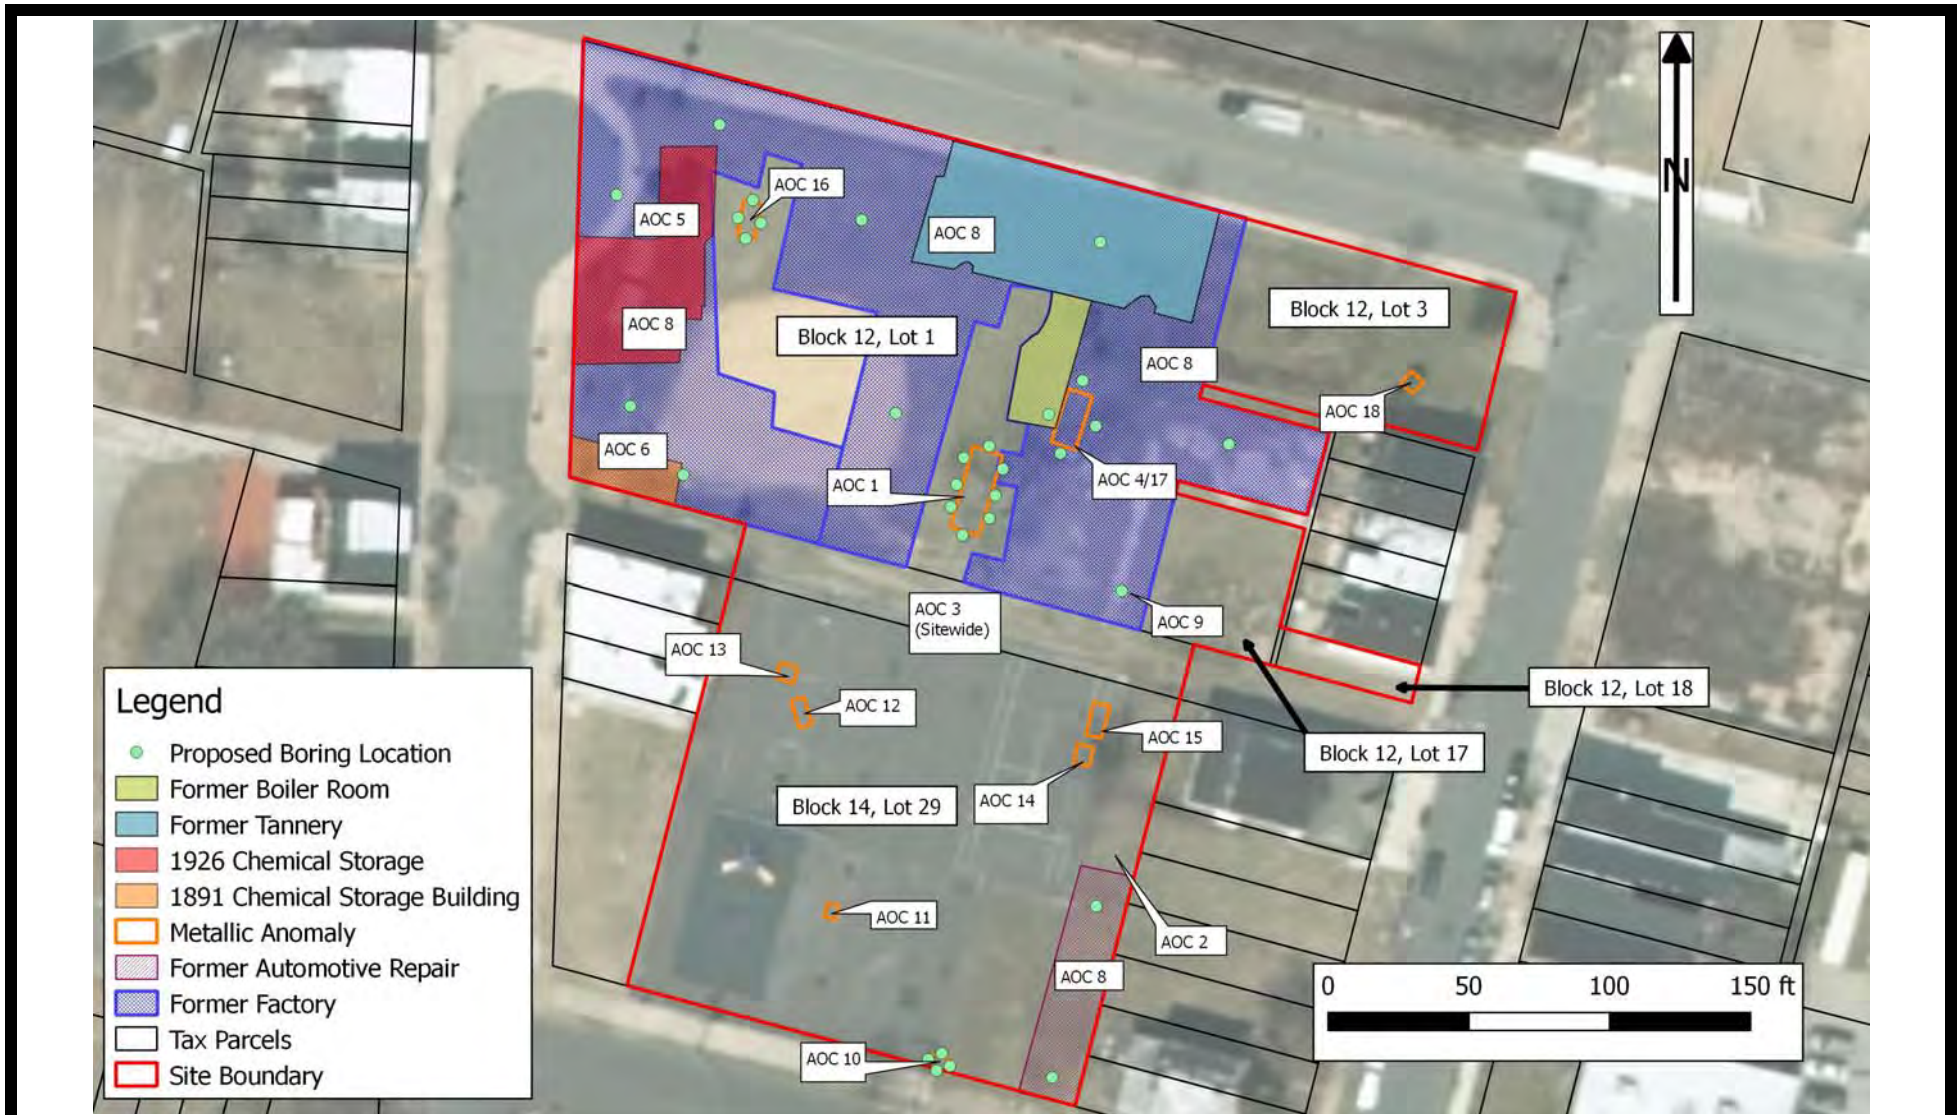 N
AOC 16
AOC 5
AOC 8
Block 12, Lot 3
AOC 8
Block 12, Lot 1
AOC 8
AOC 18
AOC 6
AOC 1
AOC 4/17
AOC 3
(Sitewide)
AOC 9
AOC 13
Block 12, Lot 18
AOC 12
AOC 15
Block 12, Lot 17
AOC 14
Block 14, Lot 29
AOC 11
AOC 2
AOC 8
AOC 10
0 50 100 150 ft
Legend
Proposed Boring Location
Former Boiler Room
Former Tannery
1926 Chemical Storage
1891 Chemical Storage Building
Metallic Anomaly
Former Automotive Repair
Former Factory
Tax Parcels
Site Boundary